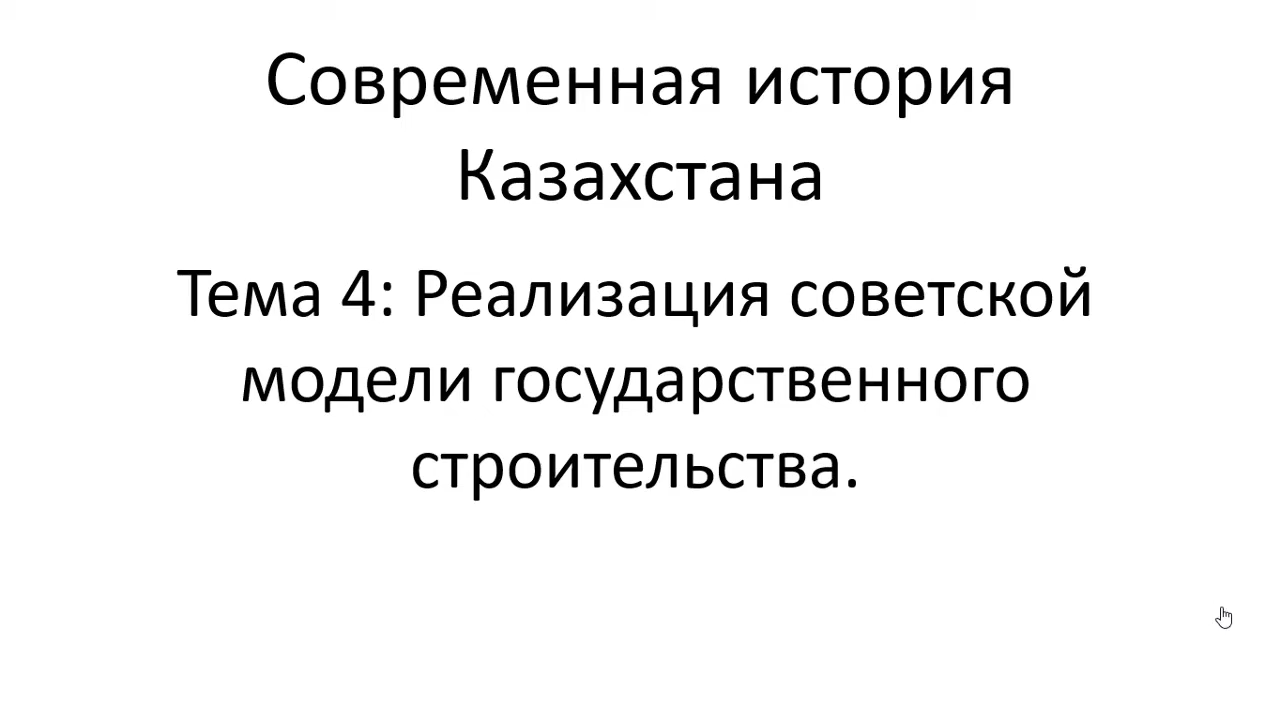 Современная история
Казахстана
Тема 4: Реализация советской
модели государственного
строительства.